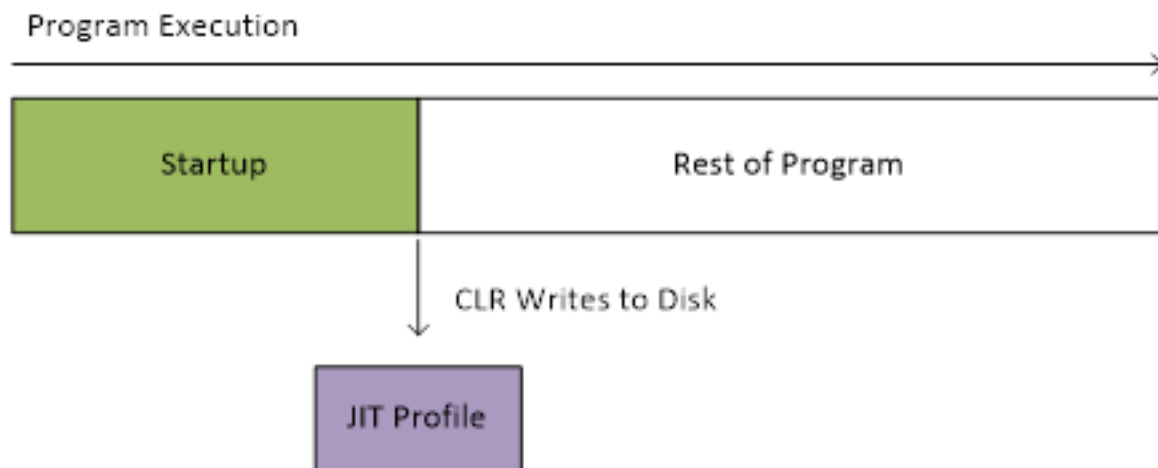 Program Execution
Startup
Rest of Program
CLR Writes to Disk
JIT Profile